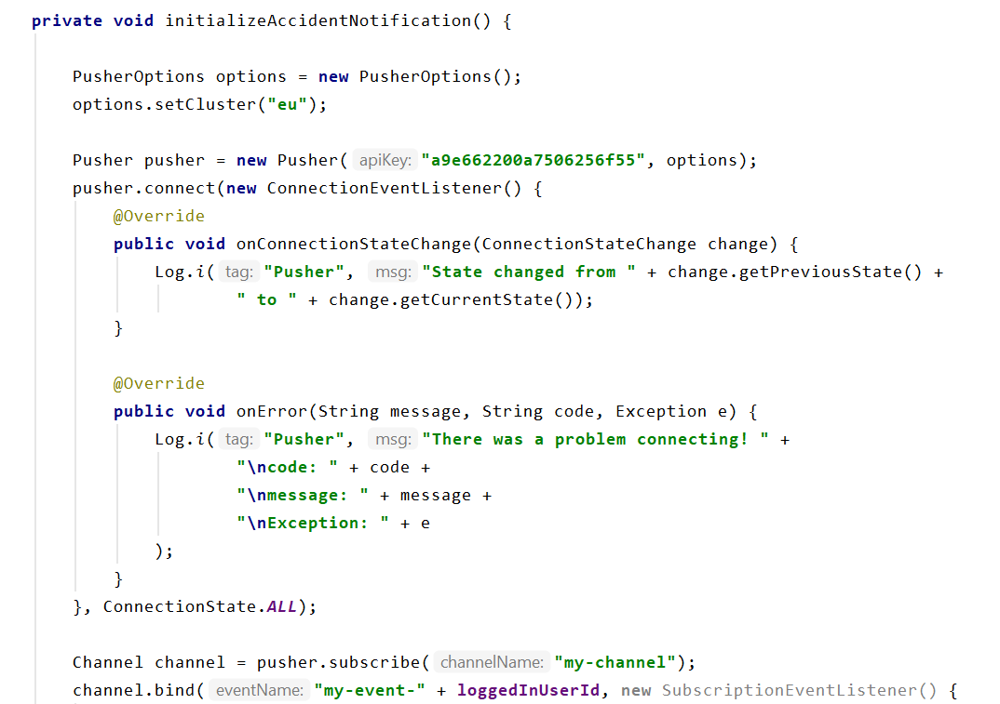 private void initializeAccidentNotification() {
PusherOptions options = new PusherOptions();
options.setCluster("eu");
Pusher pusher = new Pusher( apiKey: "a9e662200a7506256f55", options);
pusher.connect(new ConnectionEventListener() {
@Override
public void onConnectionStateChange(ConnectionStateChange change) {
Log.i( tag: "Pusher", msg: "State changed from " + change.getPreviousState() +
" to " + change.getCurrentState());
}
@Override
public void onError(String message, String code, Exception e) {
Log.i( tag: "Pusher", msg: "There was a problem connecting! " +
"\ncode: " + code +
"\nmessage: " + message +
"\nException: " + e
);
}
}, ConnectionState.ALL);
Channel channel = pusher.subscribe( channelName: "my-channel");
channel.bind( eventName: "my-event-" + loggedInUserId, new SubscriptionEventListener() {